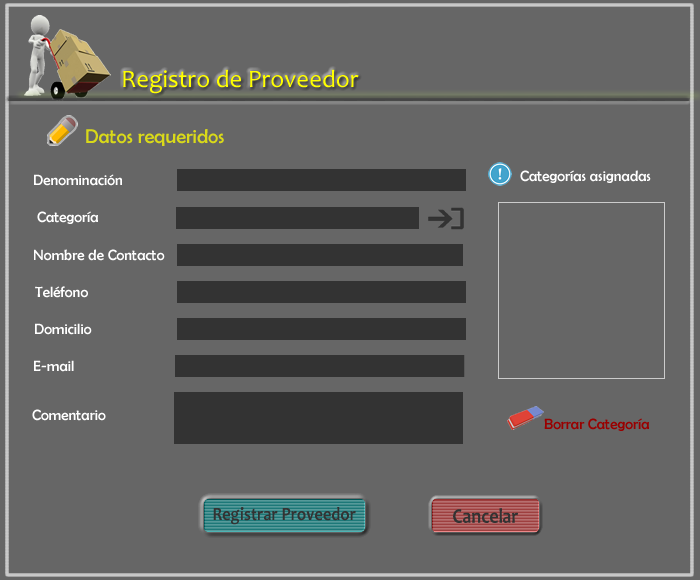 Registro de Proveedor
Datos requeridos
Denominación
Categorías asignadas
Categoría
Nombre de Contacto
Teléfono
Domicilio
E-mail
Comentario
Borrar Categoría
Registrar Proveedor
Cancelar